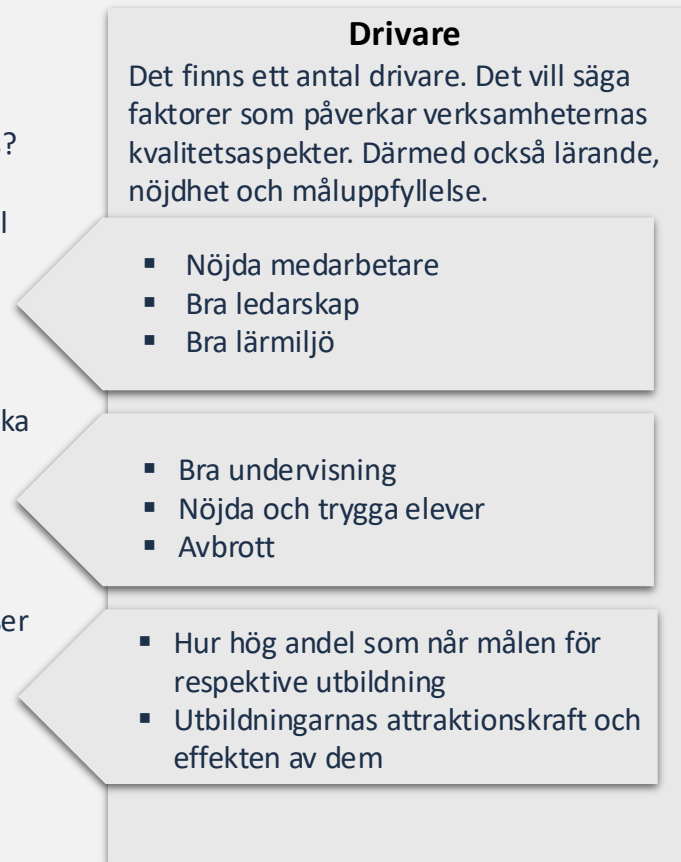 Drivare
Det finns ett antal drivare. Det vill säga
faktorer som påverkar verksamheternas
kvalitetsaspekter. Därmed också lärande,
nöjdhet och måluppfyllelse.
▪ Nöjda medarbetare
▪ Bra ledarskap
▪ Bra lärmiljö
▪ Bra undervisning
▪ Nöjda och trygga elever
▪ Avbrott
▪ Hur hög andel som når målen för
respektive utbildning
▪ Utbildningarnas attraktionskraft och
effekten av dem